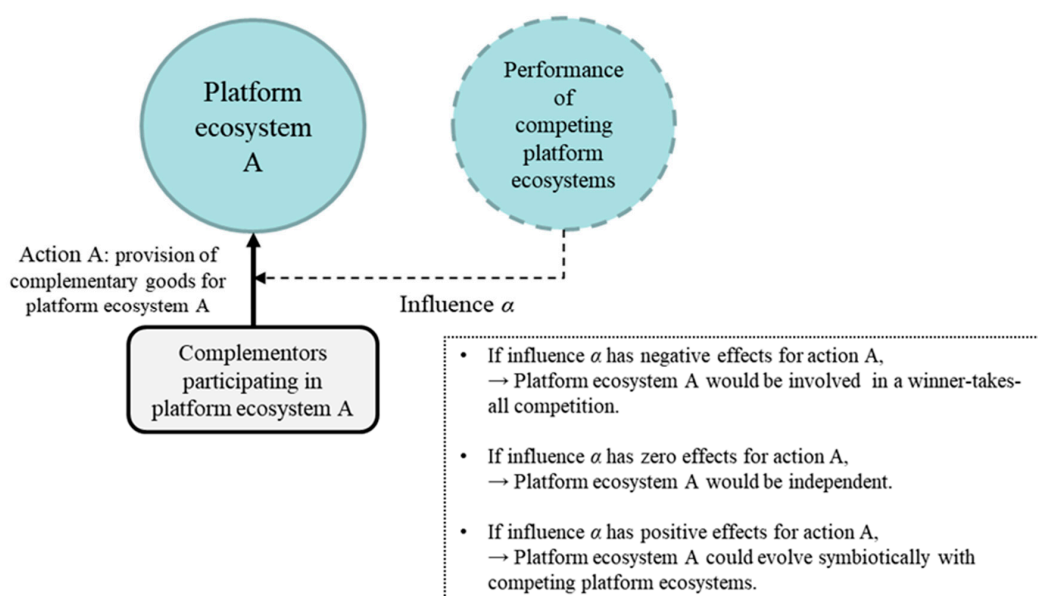 Platform
ecosystem
A
Performance
of
competing
platform
ecosystems
Action A: provision of
complementary goods for
platform ecosystem A
Influence α
Complementors
participating in
platform ecosystem A
• If influence α has negative effects for action A,
→ Platform ecosystem A would be involved in a winner-takes-
all competition.
• If influence α has zero effects for action A,
→ Platform ecosystem A would be independent.
• If influence α has positive effects for action A,
→ Platform ecosystem A could evolve symbiotically with
competing platform ecosystems.